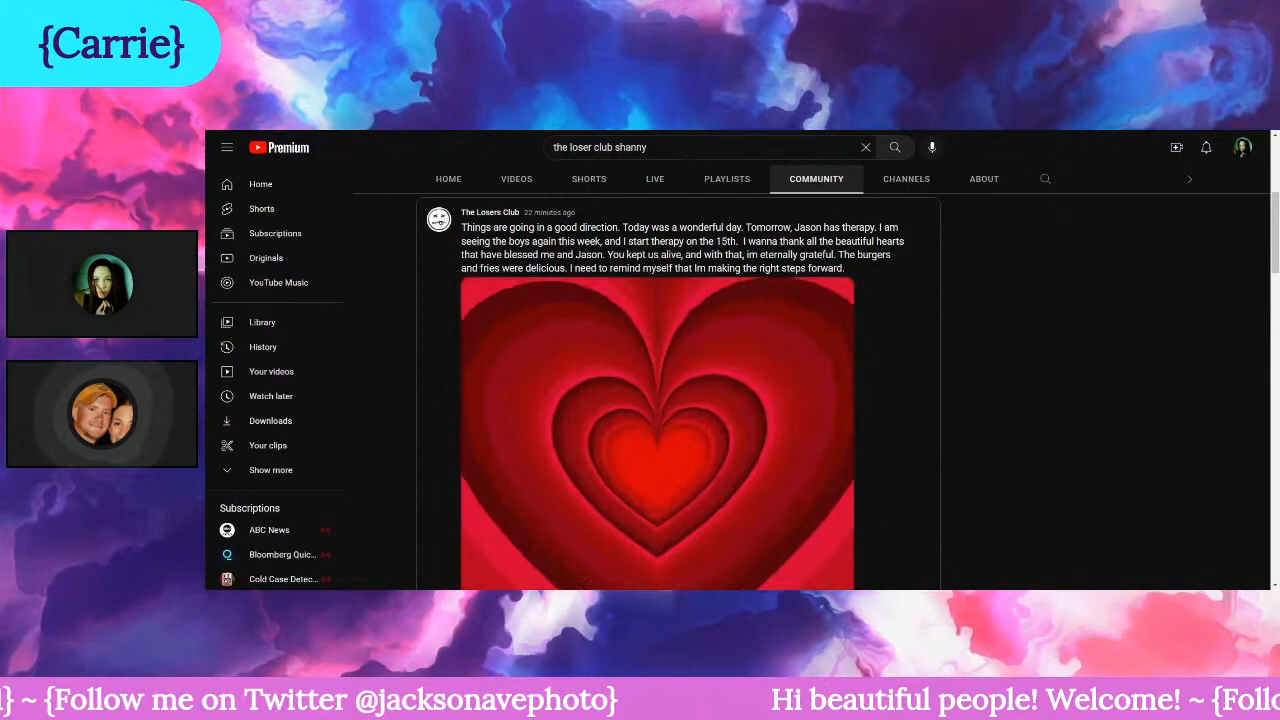 {Carrie}
Premium
the loser club shanny
HOME VIDEOS SHORTS LIVE PLAYLISTS COMMUNITY CHANNELS ABOUT
Home
Shorts
Subscriptions
Originals
YouTube Music
Library
History
Your videos
Watch later
Downloads
Your clips
Show more
Subscriptions
ABC News
Bloomberg Quic...
Cold Case Detec...
The Losers Club 22 minutes ago
Things are going in a good direction. Today was a wonderful day. Tomorrow, Jason has therapy. I am
seeing the boys again this week, and I start therapy on the 15th. I wanna thank all the beautiful hearts
that have blessed me and Jason. You kept us alive, and with that, im eternally grateful. The burgers
and fries were delicious. I need to remind myself that Im making the right steps forward.
} ~ {Follow me on Twitter @jacksonavephoto} Hi beautiful people! Welcome! ~ {Follo